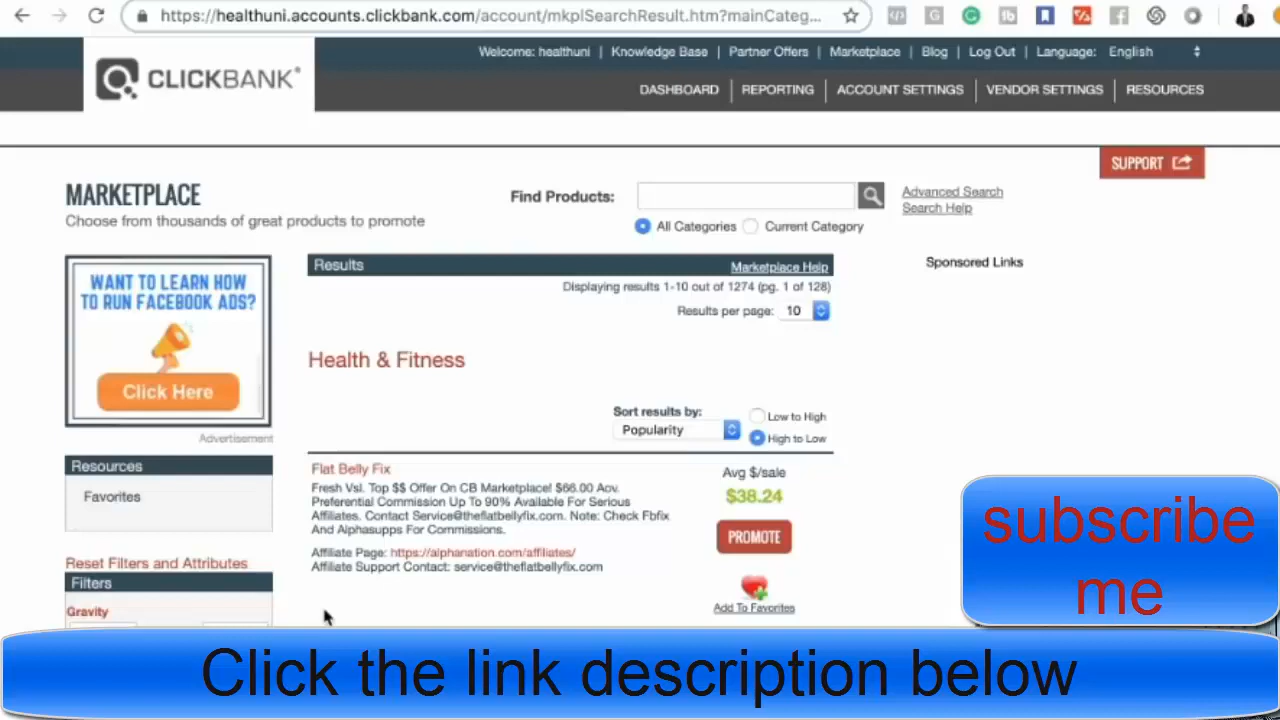 https://healthuni.accounts.clickbank.com/account/mkplSearchResult.htm?mainCateg...
Welcome: healthuni | Knowledge Base | Partner Offers | Marketplace | Blog | Log Out | Language: English
CLICKBANK®
DASHBOARD | REPORTING | ACCOUNT SETTINGS | VENDOR SETTINGS | RESOURCES
SUPPORT
MARKETPLACE
Choose from thousands of great products to promote
Find Products:
Advanced Search
Search Help
All Categories Current Category
WANT TO LEARN HOW
TO RUN FACEBOOK ADS?
Click Here
Advertisement
Results Marketplace Help
Displaying results 1-10 out of 1274 (pg. 1 of 128)
Results per page: 10
Sponsored Links
Health & Fitness
Sort results by:
Popularity
Low to High
High to Low
Resources
Favorites
Reset Filters and Attributes
Filters
Gravity
Flat Belly Fix
Fresh Vsl. Top $$ Offer On CB Marketplace! $66.00 Aov.
Preferential Commission Up To 90% Available For Serious
Affiliates. Contact Service@theflatbellyfix.com. Note: Check Fbfix
And Alphasupps For Commissions.
Affiliate Page: https://alphanation.com/affiliates/
Affiliate Support Contact: service@theflatbellyfix.com
Avg $/sale
$38.24
PROMOTE
Add To Favorites
subscribe
me
Click the link description below